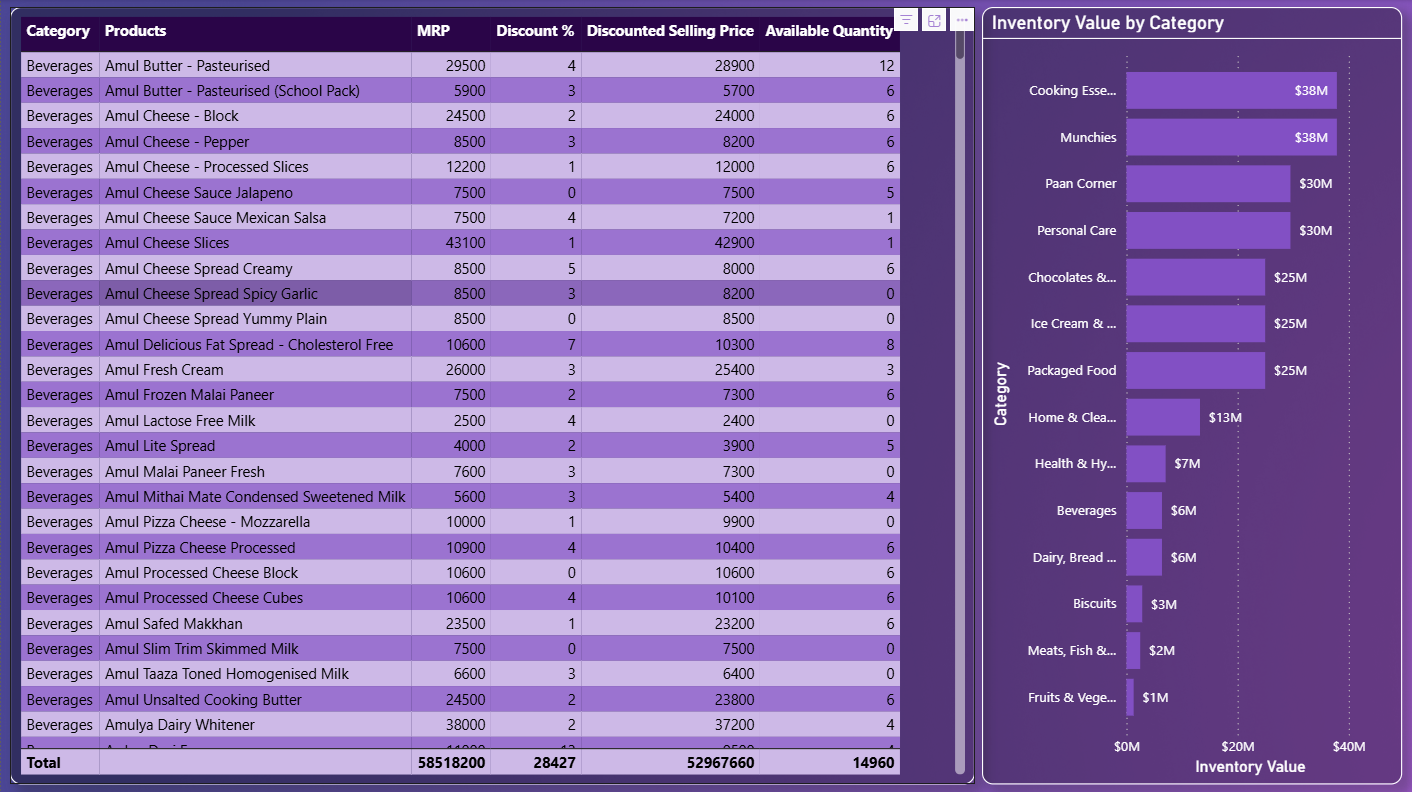 Category Products MRP Discount % Discounted Selling Price Available Quantity
Beverages Amul Butter - Pasteurised 29500 4 28900 12
Beverages Amul Butter - Pasteurised (School Pack) 5900 3 5700 6
Beverages Amul Cheese - Block 24500 2 24000 6
Beverages Amul Cheese - Pepper 8500 3 8200 6
Beverages Amul Cheese - Processed Slices 12200 1 12000 6
Beverages Amul Cheese Sauce Jalapeno 7500 0 7500 5
Beverages Amul Cheese Sauce Mexican Salsa 7500 4 7200 1
Beverages Amul Cheese Slices 43100 1 42900 1
Beverages Amul Cheese Spread Creamy 8500 5 8000 6
Beverages Amul Cheese Spread Spicy Garlic 8500 3 8200 0
Beverages Amul Cheese Spread Yummy Plain 8500 0 8500 0
Beverages Amul Delicious Fat Spread - Cholesterol Free 10600 7 10300 8
Beverages Amul Fresh Cream 26000 3 25400 3
Beverages Amul Frozen Malai Paneer 7500 2 7300 6
Beverages Amul Lactose Free Milk 2500 4 2400 0
Beverages Amul Lite Spread 4000 2 3900 5
Beverages Amul Malai Paneer Fresh 7600 3 7300 0
Beverages Amul Mithai Mate Condensed Sweetened Milk 5600 3 5400 4
Beverages Amul Pizza Cheese - Mozzarella 10000 1 9900 0
Beverages Amul Pizza Cheese Processed 10900 4 10400 6
Beverages Amul Processed Cheese Block 10600 0 10600 6
Beverages Amul Processed Cheese Cubes 10600 4 10100 6
Beverages Amul Safed Makkhan 23500 1 23200 6
Beverages Amul Slim Trim Skimmed Milk 7500 0 7500 0
Beverages Amul Taaza Toned Homogenised Milk 6600 3 6400 0
Beverages Amul Unsalted Cooking Butter 24500 2 23800 6
Beverages Amulya Dairy Whitener 38000 2 37200 4
Total 58518200 28427 52967660 14960
Inventory Value by Category
Category
Cooking Esse... $38M
Munchies $38M
Paan Corner $30M
Personal Care $30M
Chocolates &... $25M
Ice Cream & ... $25M
Packaged Food $25M
Home & Clea... $13M
Health & Hy... $7M
Beverages $6M
Dairy, Bread ... $6M
Biscuits $3M
Meats, Fish &... $2M
Fruits & Vege... $1M
$0M $20M $40M
Inventory Value